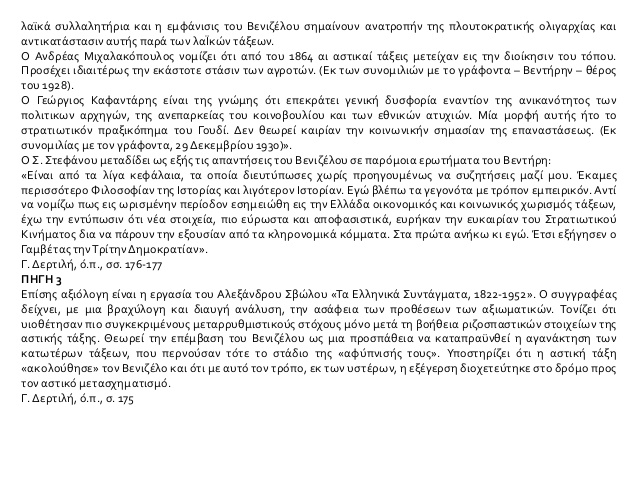 λαϊκά συλλαλητήρια και η εμφάνισις του Βενιζέλου σημαίνουν ανατροπήν της πλουτοκρατικής ολιγαρχίας και
αντικατάστασιν αυτής παρά των λαΐκών τάξεων.
Ο Ανδρέας Μιχαλακόπουλος νομίζει ότι από του 1864 αι αστικαί τάξεις μετείχαν εις την διοίκησιν του τόπου.
Προσέχει ιδιαιτέρως την εκάστοτε στάσιν των αγροτών. (Εκ των συνομιλιών με το γράφοντα – Βεντήρην – θέρος
του 1928).
Ο Γεώργιος Καφαντάρης είναι της γνώμης ότι επεκράτει γενική δυσφορία εναντίον της ανικανότητος των
πολιτικών αρχηγών, της ανεπαρκείας του κοινοβουλίου και των εθνικών ατυχιών. Μία μορφή αυτής ήτο το
στρατιωτικόν πραξικόπημα του Γουδί. Δεν θεωρεί καιρίαν την κοινωνικήν σημασίαν της επαναστάσεως. (Εκ
συνομιλίας με τον γράφοντα, 29 Δεκεμβρίου 1930)».
Ο Σ. Στεφάνου μεταδίδει ως εξής τις απαντήσεις του Βενιζέλου σε παρόμοια ερωτήματα του Βεντήρη:
«Είναι από τα λίγα κεφάλαια, τα οποία διευτύπωσες χωρίς προηγουμένως να συζητήσεις μαζί μου. Έκαμες
περισσότερο Φιλοσοφίαν της Ιστορίας και λιγότερον Ιστορίαν. Εγώ βλέπω τα γεγονότα με τρόπον εμπειρικόν. Αντί
να νομίζω πως εις ωρισμένην περίοδον εσημειώθη εις την Ελλάδα οικονομικός και κοινωνικός χωρισμός τάξεων,
έχω την εντύπωσιν ότι νέα στοιχεία, πιο εύρωστα και αποφασιστικά, ευρήκαν την ευκαιρίαν του Στρατιωτικού
Κινήματος δια να πάρουν την εξουσίαν από τα κληρονομικά κόμματα. Στα πρώτα ανήκω κι εγώ. Έτσι εξήγησεν ο
Γαμβέτας την Τρίτην Δημοκρατίαν».
Γ. Δερτιλή, ό.π., σσ. 176-177
ΠΗΓΗ 3
Επίσης αξιόλογη είναι η εργασία του Αλεξάνδρου Σβώλου «Τα Ελληνικά Συντάγματα, 1822-1952». Ο συγγραφέας
δείχνει, με μια βραχύλογη και διαυγή ανάλυση, την ασάφεια των προθέσεων των αξιωματικών. Τονίζει ότι
υιοθέτησαν πιο συγκεκριμένους μεταρρυθμιστικούς στόχους μόνο μετά τη βοήθεια ριζοσπαστικών στοιχείων της
αστικής τάξης. Θεωρεί την επέμβαση του Βενιζέλου ως μια προσπάθεια να καταπραϋνθεί η αγανάκτηση των
κατωτέρων τάξεων, που περνούσαν τότε το στάδιο της «αφύπνισής τους». Υποστηρίζει ότι η αστική τάξη
«ακολούθησε» τον Βενιζέλο και ότι με αυτό τον τρόπο, εκ των υστέρων, η εξέγερση διοχετεύτηκε στο δρόμο προς
τον αστικό μετασχηματισμό.
Γ. Δερτιλή, ό.π., σ. 175